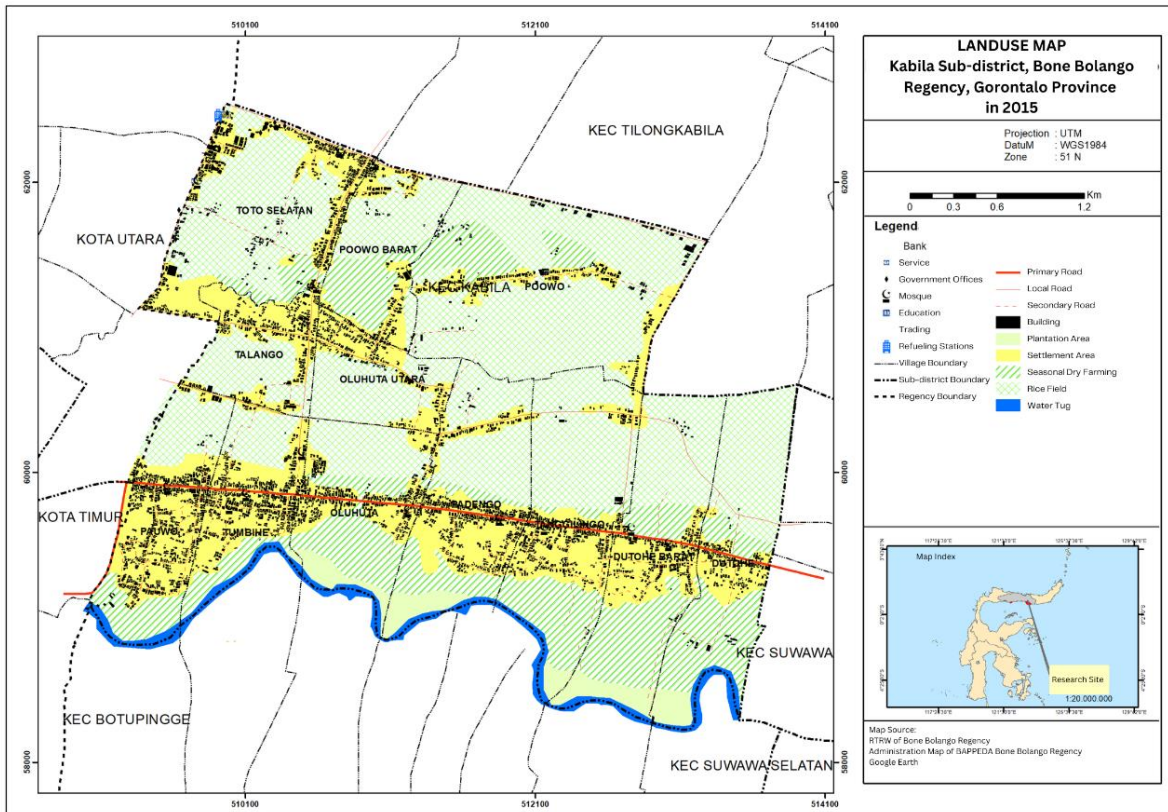 510100
512100
514100
62000
62000
60000
60000
58000
58000
KEC TILONGKABILA
KOTA UTARA
TOTO SELATAN
POOWO BARAT
KEC KABILA
POOWO
TALANGO
OLUHUTA UTARA
KOTA TIMUR
PAUWO
TUMBIHE
OLUHUTA
PADENGO
DUTOHE BARAT
DUTOHE
KEC SUWAWA
KEC BOTUPINGGE
KEC SUWAWA SELATAN
510100
512100
514100
LANDUSE MAP
Kabila Sub-district, Bone Bolango
Regency, Gorontalo Province
in 2015
Projection : UTM
DatuM : WGS1984
Zone : 51 N
Km
0 0.3 0.6 1.2
Legend
Bank
Service
Government Offices
Mosque
Education
Trading
Refueling Stations
Village Boundary
Sub-district Boundary
Regency Boundary
Primary Road
Local Road
Secondary Road
Building
Plantation Area
Settlement Area
Seasonal Dry Farming
Rice Field
Water Tug
Map Index
Research Site
1:20.000.000
Map Source:
RTRW of Bone Bolango Regency
Administration Map of BAPPEDA Bone Bolango Regency
Google Earth